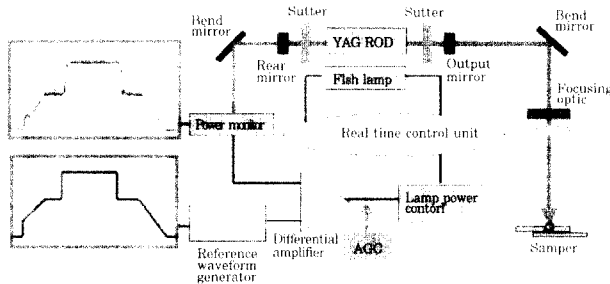 Bend
mirror
Sutter
Sutter
Bend
mirror
YAG ROD
Rear
mirror
Output
mirror
Flsh lamp
Focusing
optic
Power monitor
Real time control unit
Lamp power
contorl
Reference
waveform
generator
Differential
amplifier
AGC
Samper